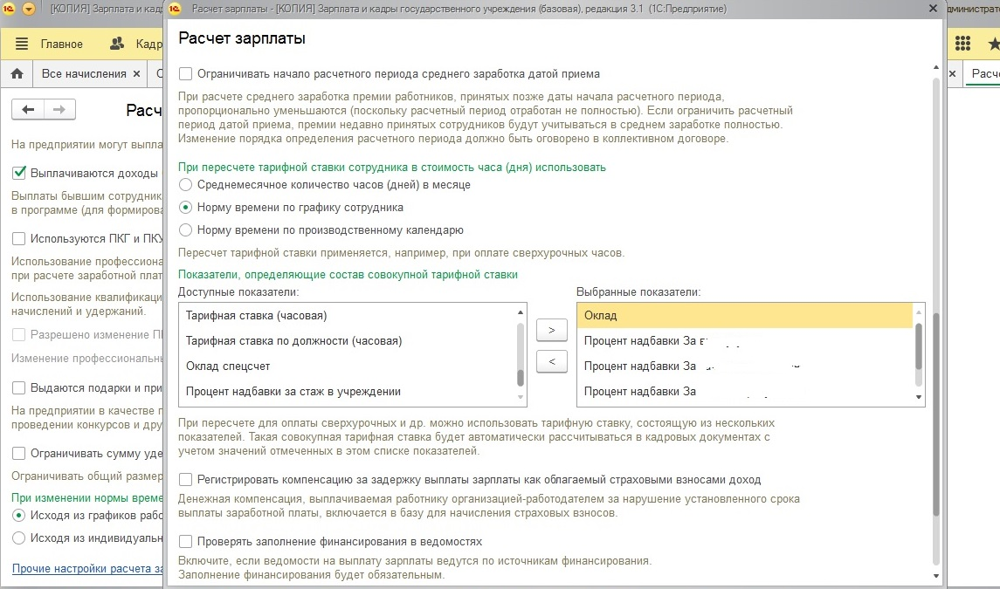 [КОПИЯ] Зарплата и кадр
Расчет зарплаты - [КОПИЯ] Зарплата и кадры государственного учреждения (базовая), редакция 3.1 (1С:Предприятие)
дминистрат
Главное
Кадр
Все начисления
Расче
Расч
На предприятии могут выпла
Выплачиваются доходы
Выплаты бывшим сотрудник
в программе (для формирова
Используются ПКГ и ПКУ
Использование профессиона
при расчете заработной плат
Использование квалификаци
начислений и удержаний.
Разрешено изменение П
Изменение профессиональн
Выдаются подарки и при
На предприятии в качестве п
проведении конкурсов и дру
Ограничивать сумму уде
Ограничивать общий размер
При изменении нормы време
Исходя из графиков рабо
Исходя из индивидуальн
Прочие настройки расчета за
Расчет зарплаты
Ограничивать начало расчетного периода среднего заработка датой приема
При расчете среднего заработка премии работников, принятых позже даты начала расчетного периода,
пропорционально уменьшаются (поскольку расчетный период отработан не полностью). Если ограничить расчетный
период датой приема, премии недавно принятых сотрудников будут учитываться в среднем заработке полностью.
Изменение порядка определения расчетного периода должно быть оговорено в коллективном договоре.
При пересчете тарифной ставки сотрудника в стоимость часа (дня) использовать
Среднемесячное количество часов (дней) в месяце
Норму времени по графику сотрудника
Норму времени по производственному календарю
Пересчет тарифной ставки применяется, например, при оплате сверхурочных часов.
Показатели, определяющие состав совокупной тарифной ставки
Доступные показатели:
Тарифная ставка (часовая)
Тарифная ставка по должности (часовая)
Оклад спецсчет
Процент надбавки за стаж в учреждении
>
<
Выбранные показатели:
Оклад
Процент надбавки За
Процент надбавки За
Процент надбавки За
При пересчете для оплаты сверхурочных и др. можно использовать тарифную ставку, состоящую из нескольких
показателей. Такая совокупная тарифная ставка будет автоматически рассчитываться в кадровых документах с
учетом значений отмеченных в этом списке показателей.
Регистрировать компенсацию за задержку выплаты зарплаты как облагаемый страховыми взносами доход
Денежная компенсация, выплачиваемая работнику организацией-работодателем за нарушение установленного срока
выплаты заработной платы, включается в базу для начисления страховых взносов.
Проверять заполнение финансирования в ведомостях
Включите, если ведомости на выплату зарплаты ведутся по источникам финансирования.
Заполнение финансирования будет обязательным.